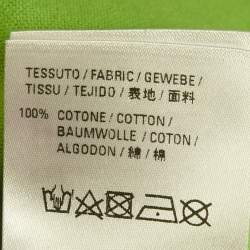 TESSUTO / FABRIC / GEWEBE /
TISSU / TEJIDO / 表地 / 面料
100% COTONE / COTTON /
BAUMWOLLE / COTON /
ALGODON / 綿 / 棉